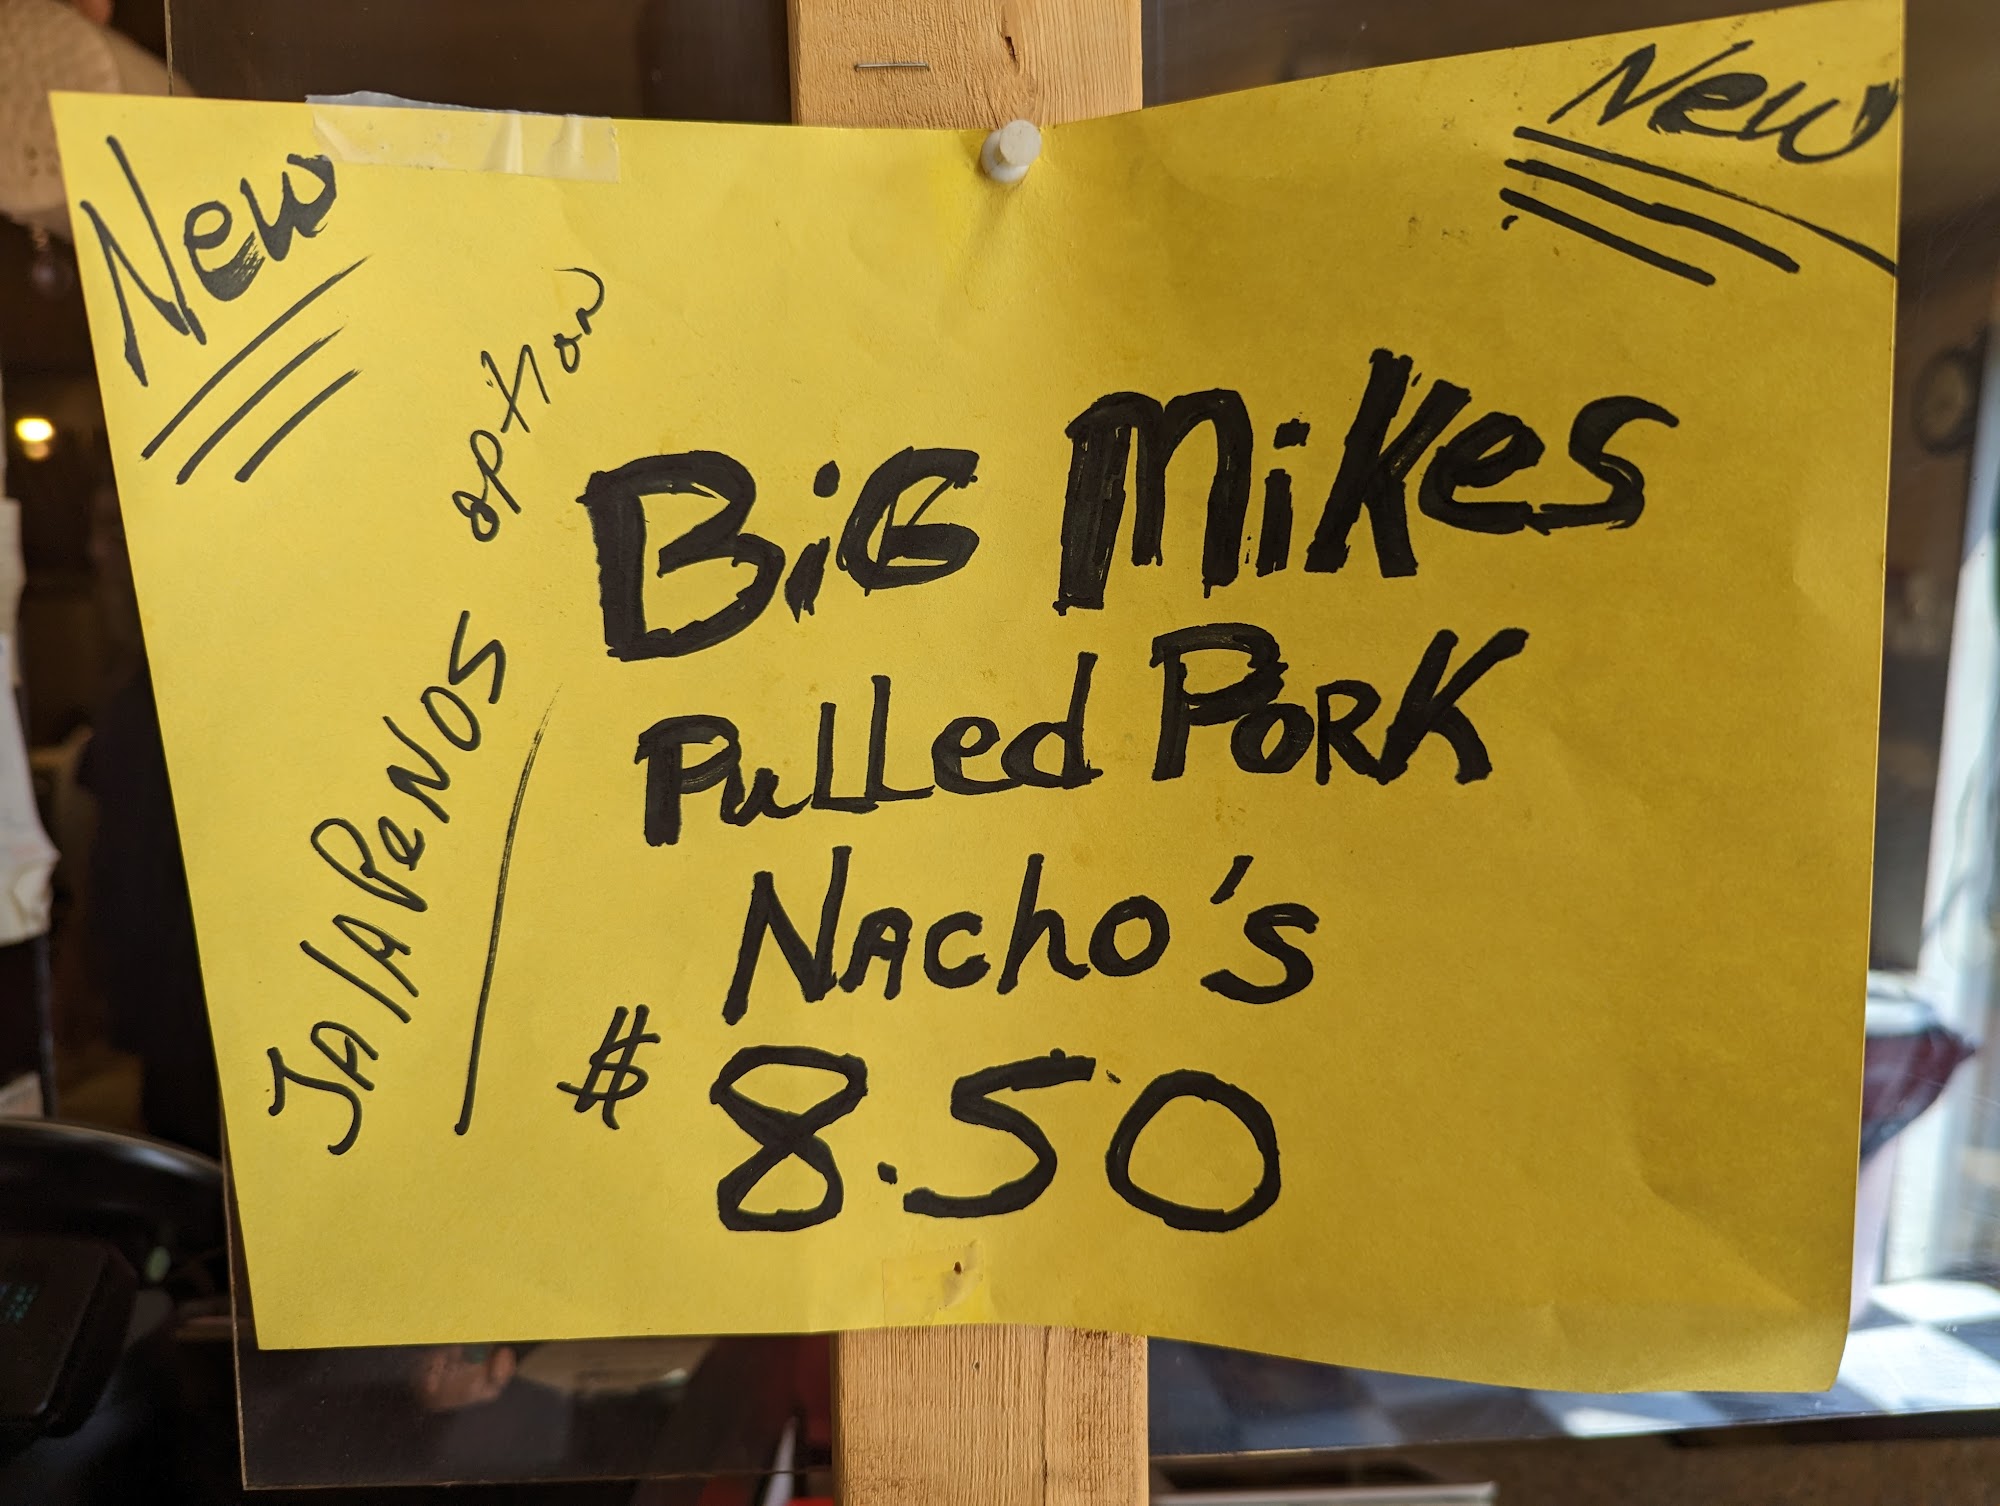 New
New
JAlAPeNOS option
BiG Mikes
Pulled PORK
NAcho's
$ 8.50